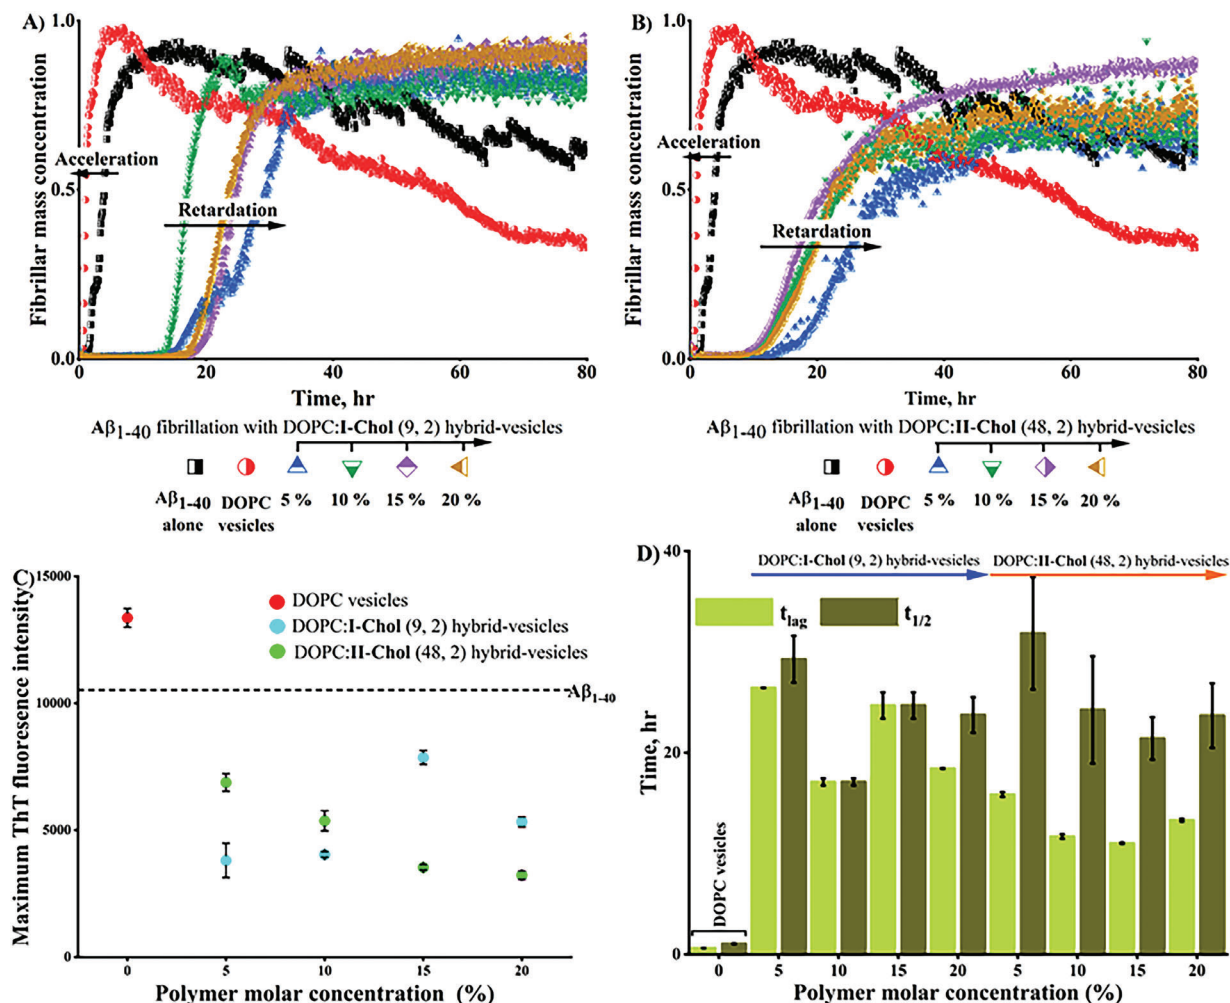 A)
1.0
0.5
0.0
Fibrillar mass concentration
Acceleration
Retardation
0 20 40 60 80
Time, hr
Aβ1-40 fibrillation with DOPC:I-Chol (9, 2) hybrid-vesicles
Aβ1-40 alone
DOPC vesicles
5 % 10 % 15 % 20 %
B)
1.0
0.5
0.0
Fibrillar mass concentration
Acceleration
Retardation
0 20 40 60 80
Time, hr
Aβ1-40 fibrillation with DOPC:II-Chol (48, 2) hybrid-vesicles
Aβ1-40 alone
DOPC vesicles
5 % 10 % 15 % 20 %
C)
Maximum ThT fluoresence intensity
15000
10000
5000
0
DOPC vesicles
DOPC:I-Chol (9, 2) hybrid-vesicles
DOPC:II-Chol (48, 2) hybrid-vesicles
Aβ1-40
0 5 10 15 20
Polymer molar concentration (%)
D)
40
20
0
Time, hr
DOPC:I-Chol (9, 2) hybrid-vesicles
DOPC:II-Chol (48, 2) hybrid-vesicles
tlag
t1/2
DOPC vesicles
0 5 10 15 20 5 10 15 20
Polymer molar concentration (%)